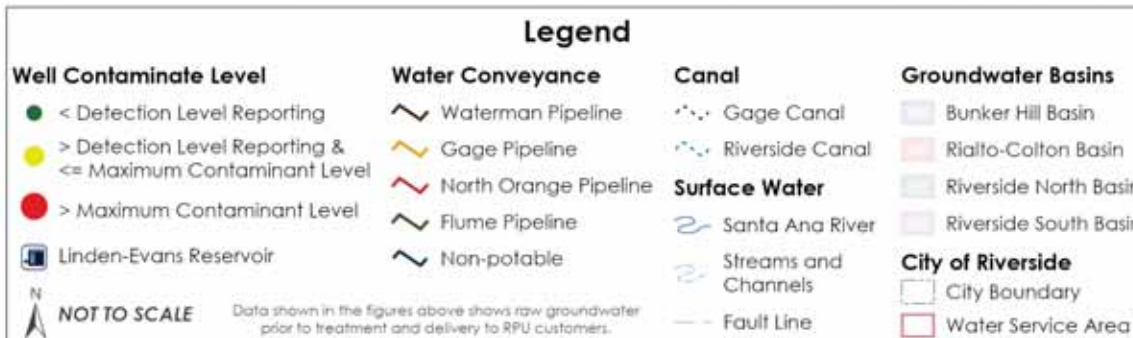 Legend
Well Contaminate Level
< Detection Level Reporting
> Detection Level Reporting &
<= Maximum Contaminant Level
> Maximum Contaminant Level
Linden-Evans Reservoir
N
NOT TO SCALE
Data shown in the figures above shows raw groundwater
prior to treatment and delivery to RPU customers.
Water Conveyance
Waterman Pipeline
Gage Pipeline
North Orange Pipeline
Flume Pipeline
Non-potable
Canal
Gage Canal
Riverside Canal
Surface Water
Santa Ana River
Streams and
Channels
Fault Line
Groundwater Basins
Bunker Hill Basin
Rialto-Colton Basin
Riverside North Basin
Riverside South Basin
City of Riverside
City Boundary
Water Service Area